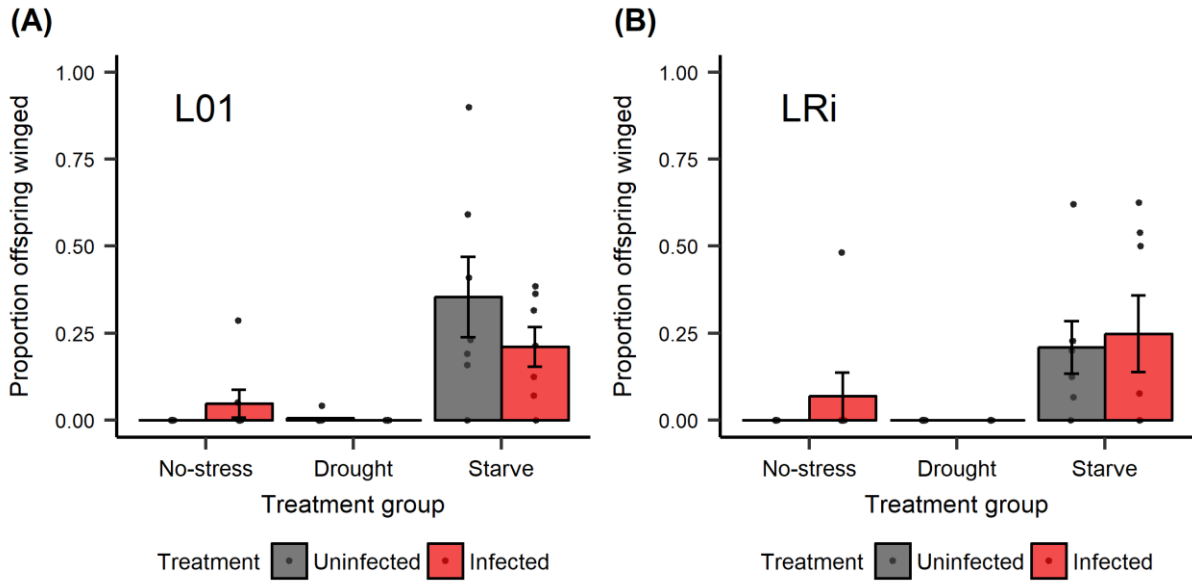 (A)
Proportion offspring winged
1.00
0.75
0.50
0.25
0.00
L01
No-stress Drought Starve
Treatment group
Treatment Uninfected Infected
(B)
Proportion offspring winged
1.00
0.75
0.50
0.25
0.00
LRi
No-stress Drought Starve
Treatment group
Treatment Uninfected Infected